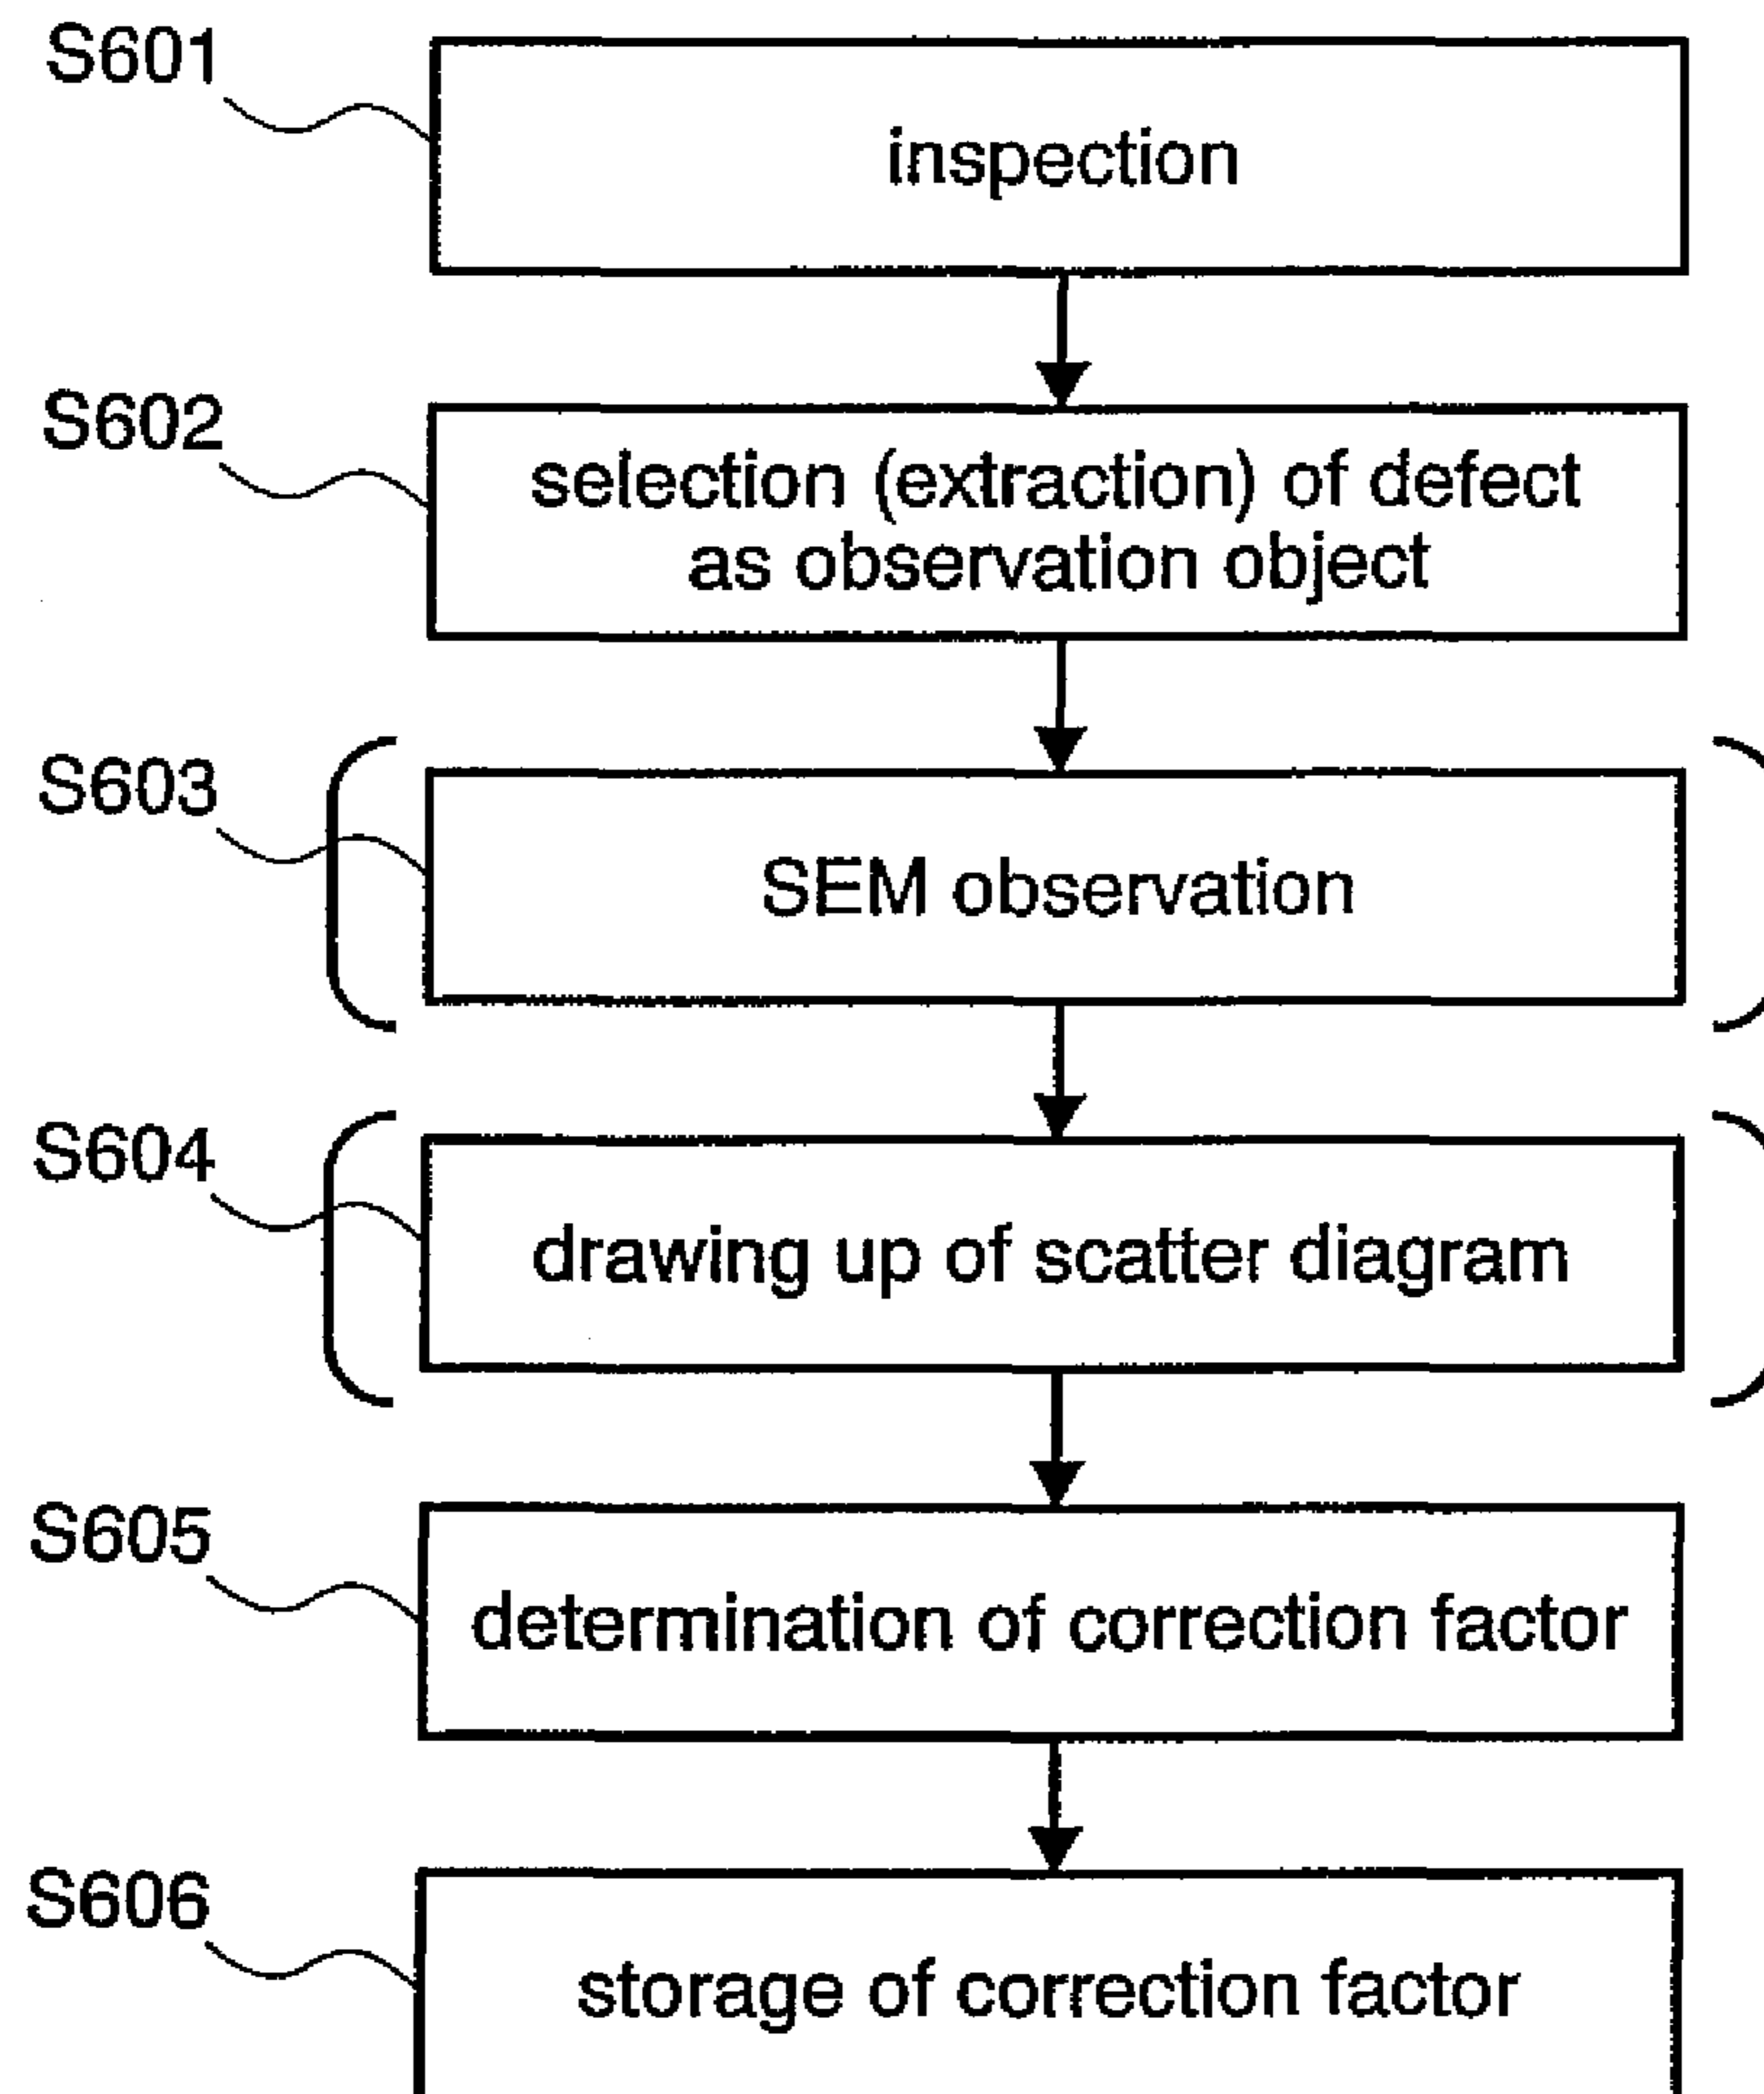 S601
inspection
S602
selection (extraction) of defect
as observation object
S603
SEM observation
S604
drawing up of scatter diagram
S605
determination of correction factor
S606
storage of correction factor